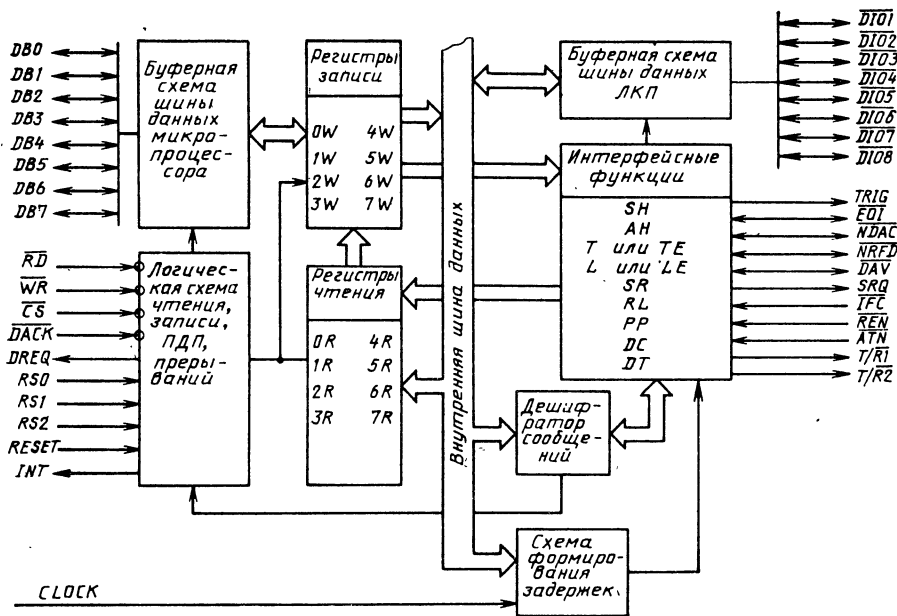 DB0
DB1
DB2
DB3
DB4
DB5
DB6
DB7
Буферная
схема
шины
данных
микро-
процес-
сора
Регистры
записи
0W 4W
1W 5W
2W 6W
3W 7W
Внутренняя шина данных
Буферная схема
шины данных
ЛКП
DIO1
DIO2
DIO3
DIO4
DIO5
DIO6
DIO7
DIO8
Интерфейсные
функции
SH
AH
T или TE
L или LE
SR
RL
PP
DC
DT
TRIG
EOI
NDAC
NRFD
DAV
SRQ
IFC
REN
ATN
T/R1
T/R2
RD
WR
CS
DACK
DREQ
RS0
RS1
RS2
RESET
INT
Логичес-
кая схема
чтения,
записи,
ПДП,
преры-
ваний
Регистры
чтения
0R 4R
1R 5R
2R 6R
3R 7R
Дешиф-
ратор
сообще-
ний
Схема
формиро-
вания
задержек
CLOCK